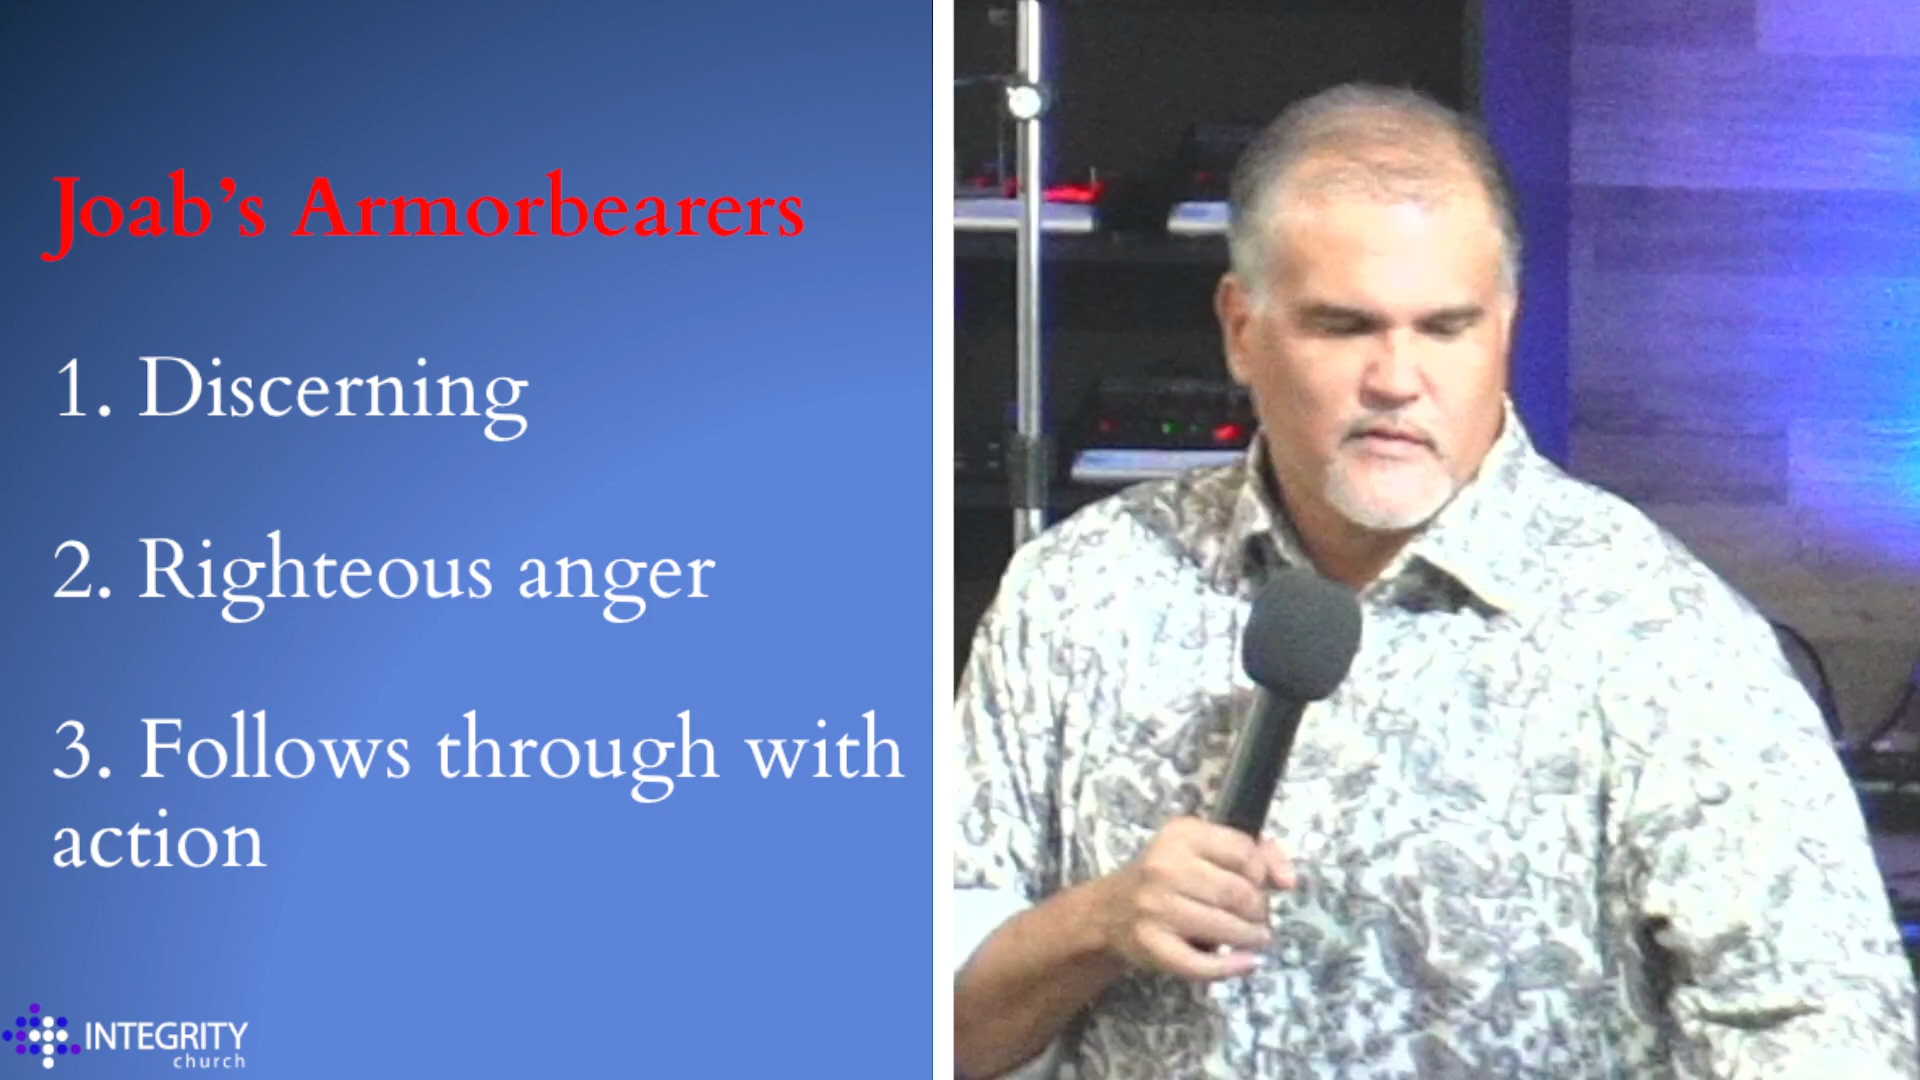 Joab’s Armorbearers
1. Discerning
2. Righteous anger
3. Follows through with
action
INTEGRITY
church